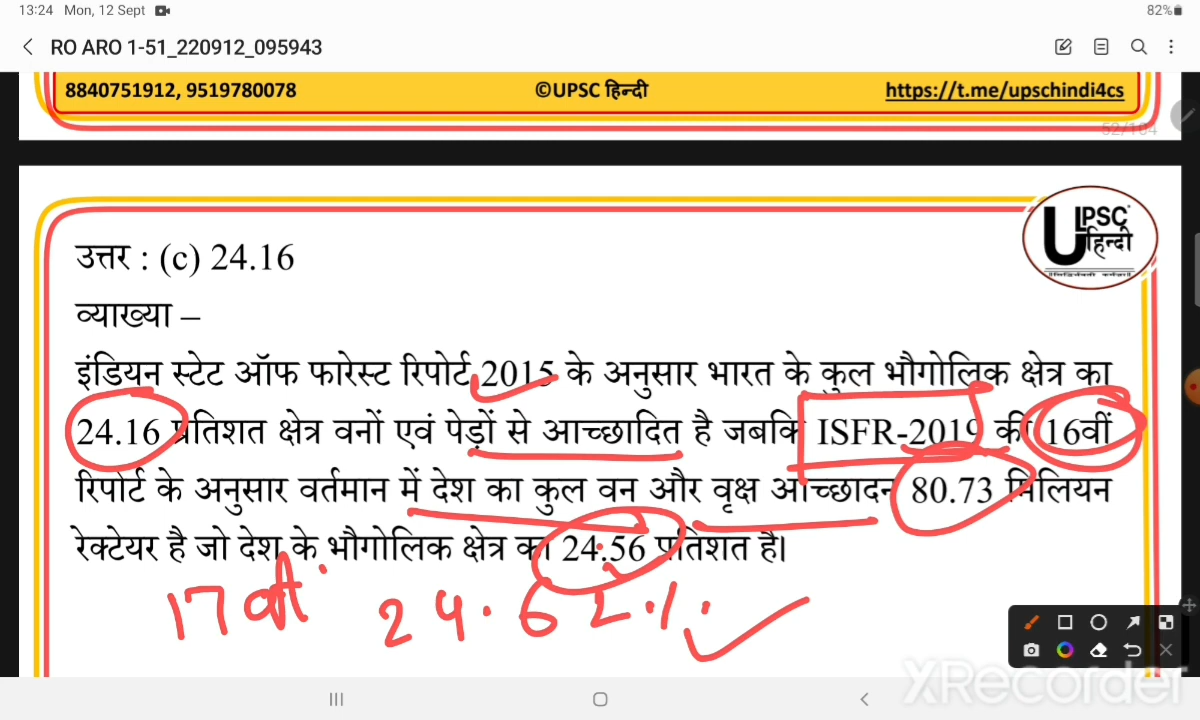 13:24 Mon, 12 Sept
82%
RO ARO 1-51_220912_095943
8840751912, 9519780078 ©UPSC हिन्दी https://t.me/upschindi4cs
52/104
UPSC
हिन्दी
उत्तर : (c) 24.16
व्याख्या –
इंडियन स्टेट ऑफ फारेस्ट रिपोर्ट 2015 के अनुसार भारत के कुल भौगोलिक क्षेत्र का
24.16 प्रतिशत क्षेत्र वनों एवं पेड़ों से आच्छादित है जबकि ISFR-2019 की 16वीं
रिपोर्ट के अनुसार वर्तमान में देश का कुल वन और वृक्ष आच्छादन 80.73 मिलियन
रेक्टेयर है जो देश के भौगोलिक क्षेत्र का 24.56 प्रतिशत है।
17वीं 24.62%
XRecorder